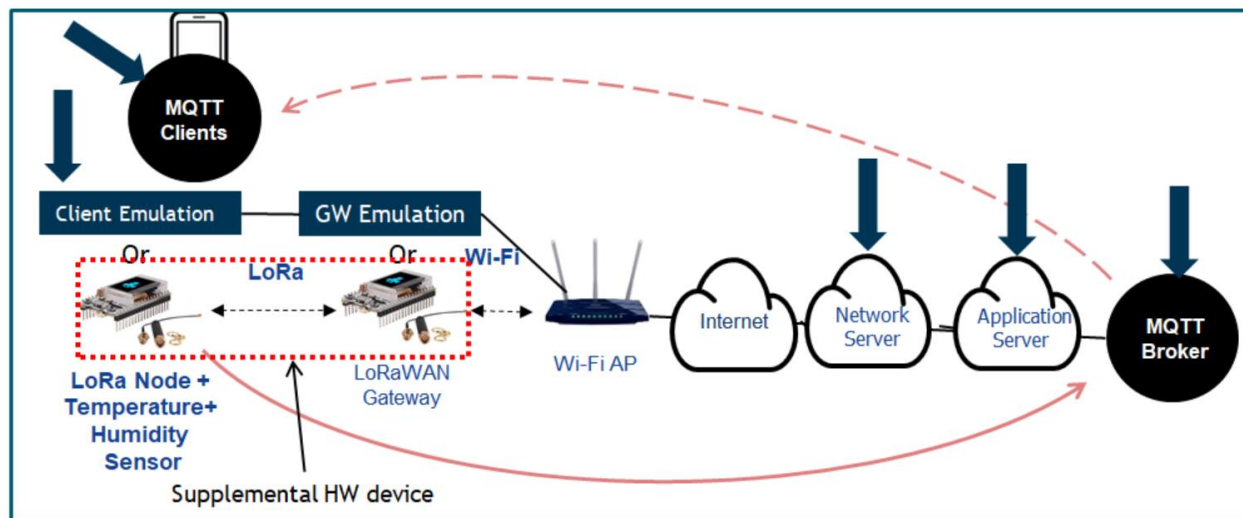 MQTT
Clients
Client Emulation
GW Emulation
Or
Or
LoRa
Wi-Fi
Internet
Network
Server
Application
Server
MQTT
Broker
Wi-Fi AP
LoRa Node +
Temperature+
Humidity
Sensor
LoRaWAN
Gateway
Supplemental HW device